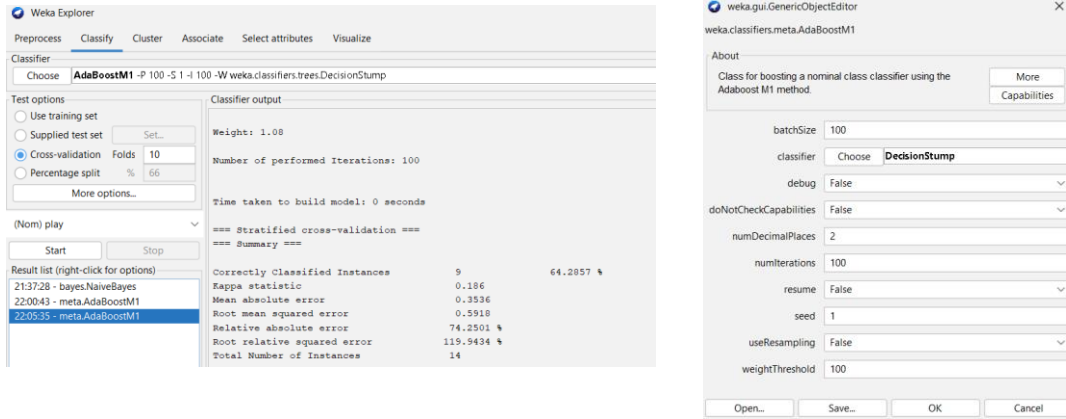 Weka Explorer
Preprocess Classify Cluster Associate Select attributes Visualize
Classifier
Choose AdaBoostM1 -P 100 -S 1 -I 100 -W weka.classifiers.trees.DecisionStump
Test options
Use training set
Supplied test set Set...
Cross-validation Folds 10
Percentage split % 66
More options...
(Nom) play
Start Stop
Result list (right-click for options)
21:37:28 - bayes.NaiveBayes
22:00:43 - meta.AdaBoostM1
22:05:35 - meta.AdaBoostM1
Classifier output
Weight: 1.08
Number of performed Iterations: 100
Time taken to build model: 0 seconds
=== Stratified cross-validation ===
=== Summary ===
Correctly Classified Instances 9 64.2857 %
Kappa statistic 0.186
Mean absolute error 0.3536
Root mean squared error 0.5918
Relative absolute error 74.2501 %
Root relative squared error 119.9434 %
Total Number of Instances 14
weka.gui.GenericObjectEditor
weka.classifiers.meta.AdaBoostM1
About
Class for boosting a nominal class classifier using the
Adaboost M1 method.
More
Capabilities
batchSize 100
classifier Choose DecisionStump
debug False
doNotCheckCapabilities False
numDecimalPlaces 2
numIterations 100
resume False
seed 1
useResampling False
weightThreshold 100
Open... Save... OK Cancel